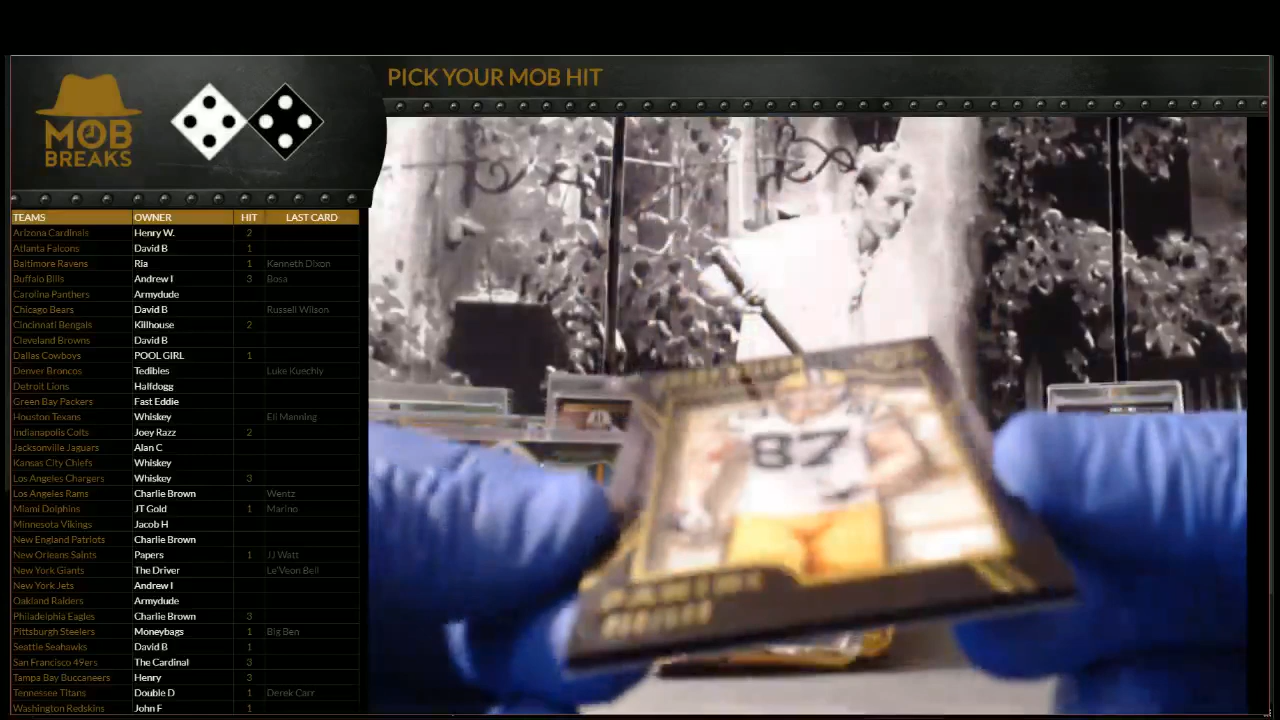 PICK YOUR MOB HIT
MOB
BREAKS
TEAMS OWNER HIT LAST CARD
Arizona Cardinals Henry W. 2
Atlanta Falcons David B 1
Baltimore Ravens Ria 1 Kenneth Dixon
Buffalo Bills Andrew I 3 Bosa
Carolina Panthers Armydude
Chicago Bears David B Russell Wilson
Cincinnati Bengals Killhouse 2
Cleveland Browns David B
Dallas Cowboys POOL GIRL 1
Denver Broncos Tedibles Luke Kuechly
Detroit Lions Halfdogg
Green Bay Packers Fast Eddie
Houston Texans Whiskey Eli Manning
Indianapolis Colts Joey Razz 2
Jacksonville Jaguars Alan C
Kansas City Chiefs Whiskey
Los Angeles Chargers Whiskey 3
Los Angeles Rams Charlie Brown Wentz
Miami Dolphins JT Gold 1 Marino
Minnesota Vikings Jacob H
New England Patriots Charlie Brown
New Orleans Saints Papers 1 JJ Watt
New York Giants The Driver Le'Veon Bell
New York Jets Andrew I
Oakland Raiders Armydude
Philadelphia Eagles Charlie Brown 3
Pittsburgh Steelers Moneybags 1 Big Ben
Seattle Seahawks David B 1
San Francisco 49ers The Cardinal 3
Tampa Bay Buccaneers Henry 3
Tennessee Titans Double D 1 Derek Carr
Washington Redskins John F 1
87